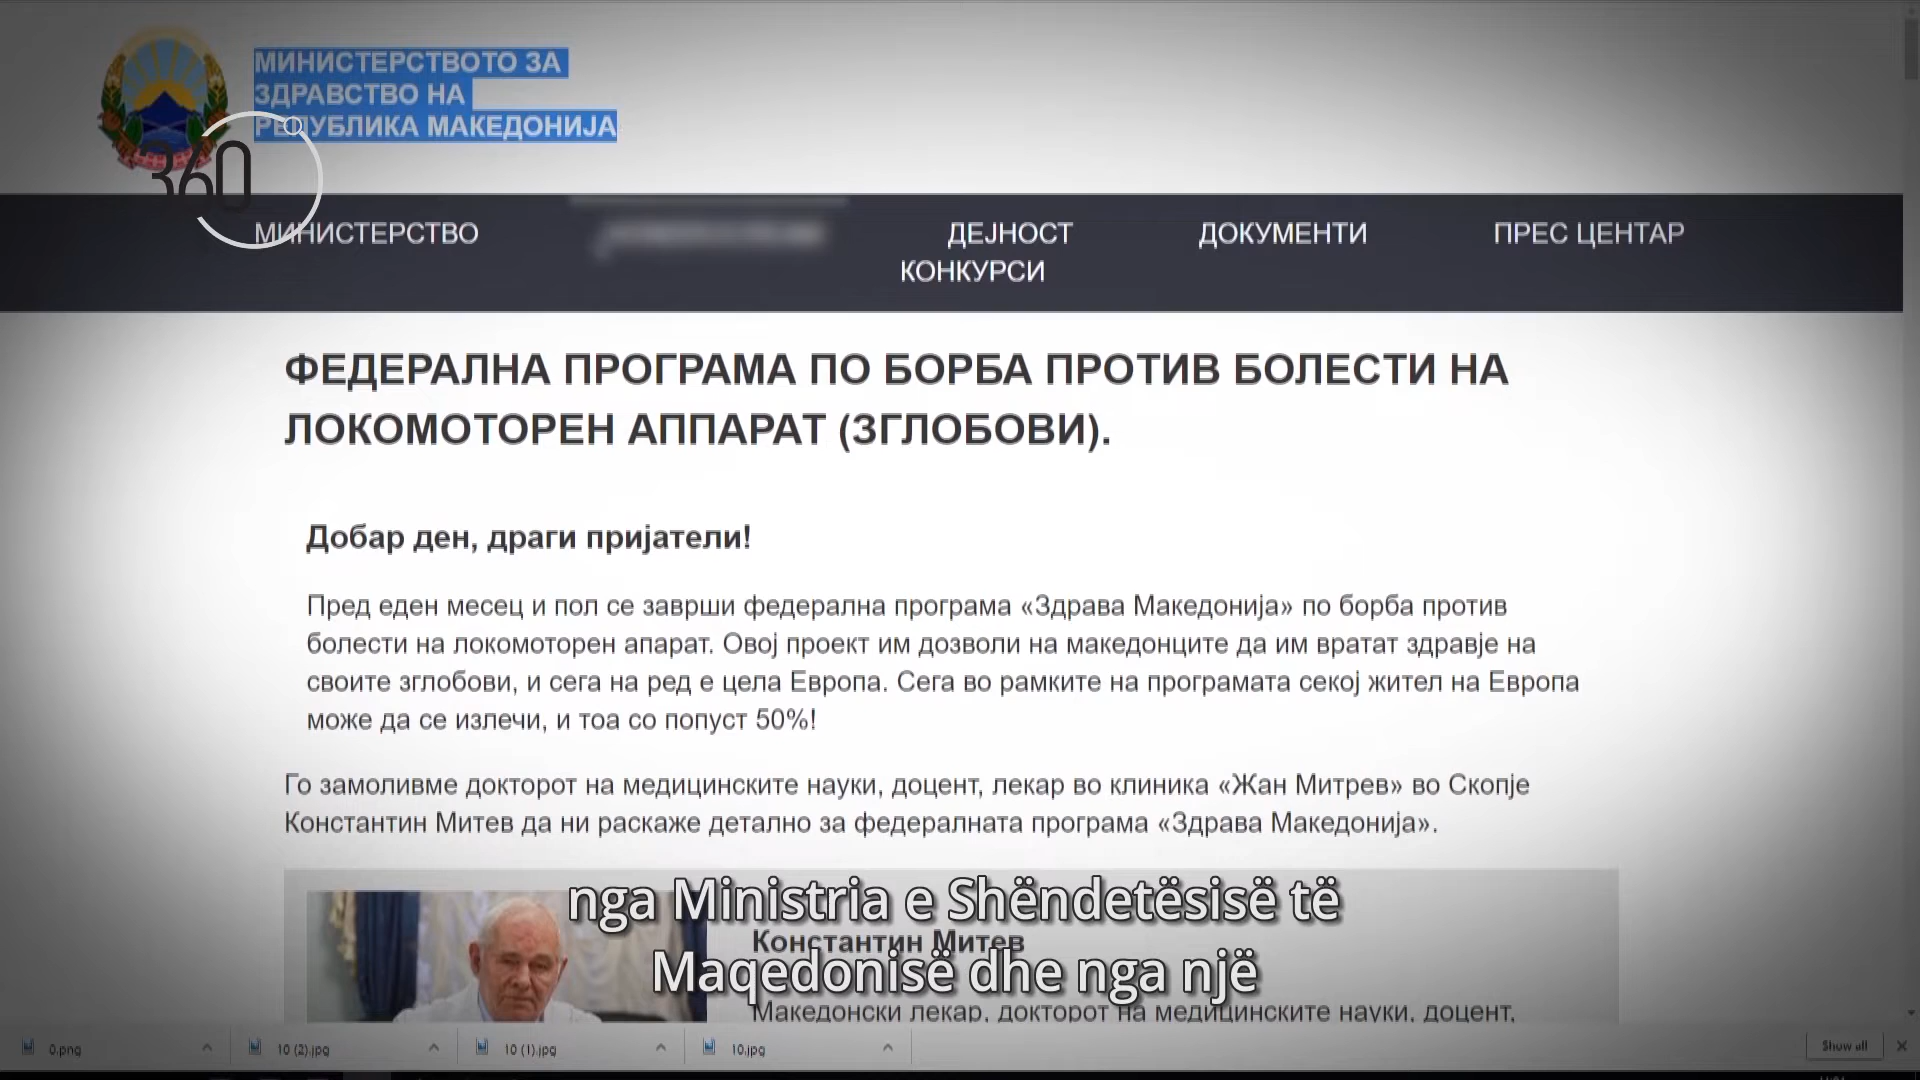 МИНИСТЕРСТВОТО ЗА
ЗДРАВСТВО НА
РЕПУБЛИКА МАКЕДОНИЈА
360
МИНИСТЕРСТВО
ДЕЈНОСТ
ДОКУМЕНТИ
ПРЕС ЦЕНТАР
КОНКУРСИ
ФЕДЕРАЛНА ПРОГРАМА ПО БОРБА ПРОТИВ БОЛЕСТИ НА
ЛОКОМОТОРЕН АППАРАТ (ЗГЛОБОВИ).
Добар ден, драги пријатели!
Пред еден месец и пол се заврши федерална програма «Здрава Македонија» по борба против
болести на локомоторен апарат. Овој проект им дозволи на македонците да им вратат здравје на
своите зглобови, и сега на ред е цела Европа. Сега во рамките на програмата секој жител на Европа
може да се излечи, и тоа со попуст 50%!
Го замоливме докторот на медицинските науки, доцент, лекар во клиника «Жан Митрев» во Скопје
Константин Митев да ни раскаже детално за федералната програма «Здрава Македонија».
nga Ministria e Shëndetësisë të
Константин Митев
Maqedonisë dhe nga një
Македонски лекар, докторот на медицинските науки, доцент,
0.png
10 (2).jpg
10 (1).jpg
10.jpg
Show all